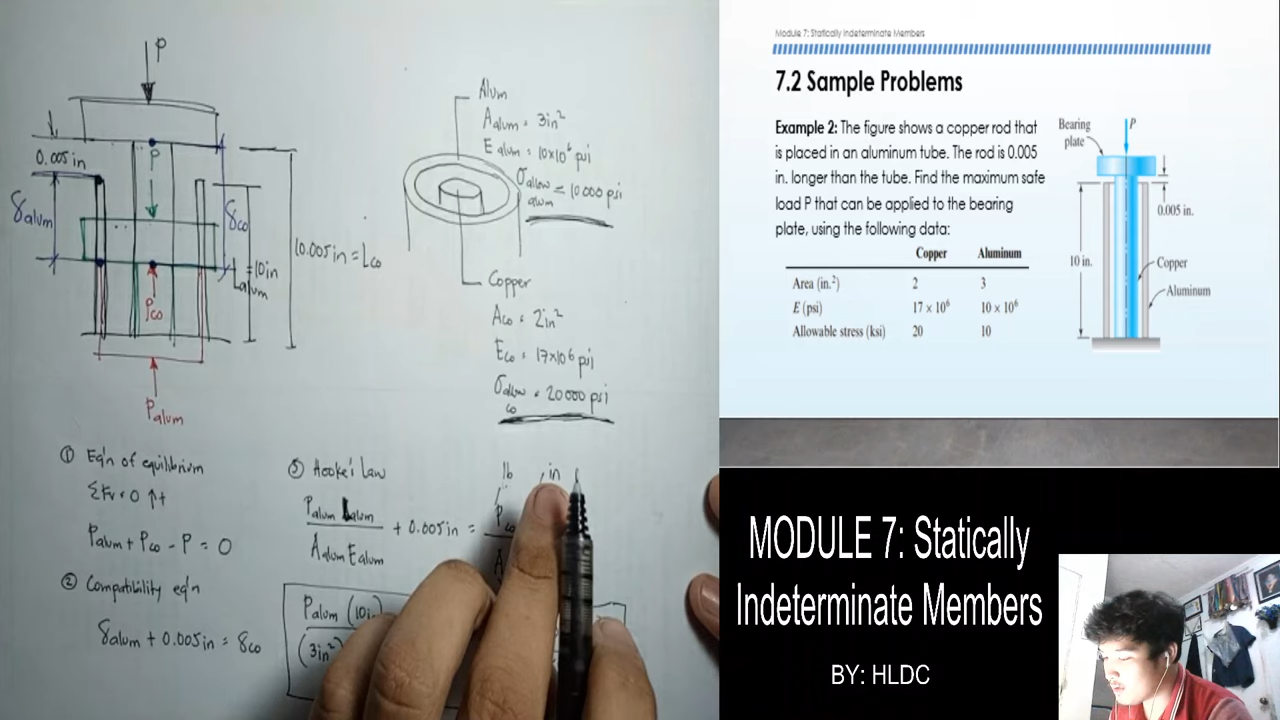 P
0.005 in
P
δalum
δco
Pco
Palum
Lalum = 10in
10.005in = Lco
Alum
Aalum = 3in²
Ealum = 10x10⁶ psi
σallow alum = 10 000 psi
Copper
Aco = 2in²
Eco = 17x10⁶ psi
σallow co = 20000 psi
① Eq'n of equilibrium
ΣFv = 0 ↑+
Palum + Pco - P = 0
② Compatibility eq'n
δalum + 0.005 in = δco
③ Hooke's Law
lb in
Palum Lalum / Aalum Ealum + 0.005in = Pco
Palum (10in) / (3in²)
Module 7: Statically Indeterminate Members
7.2 Sample Problems
Example 2: The figure shows a copper rod that
is placed in an aluminum tube. The rod is 0.005
in. longer than the tube. Find the maximum safe
load P that can be applied to the bearing
plate, using the following data:
Copper Aluminum
Area (in.²) 2 3
E (psi) 17 × 10⁶ 10 × 10⁶
Allowable stress (ksi) 20 10
Bearing
plate
P
0.005 in.
10 in.
Copper
Aluminum
MODULE 7: Statically
Indeterminate Members
BY: HLDC